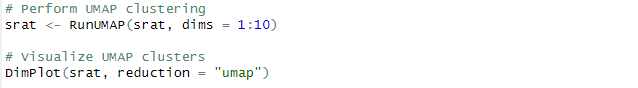 # Perform UMAP clustering
srat <- RunUMAP(srat, dims = 1:10)
# Visualize UMAP clusters
DimPlot(srat, reduction = "umap")